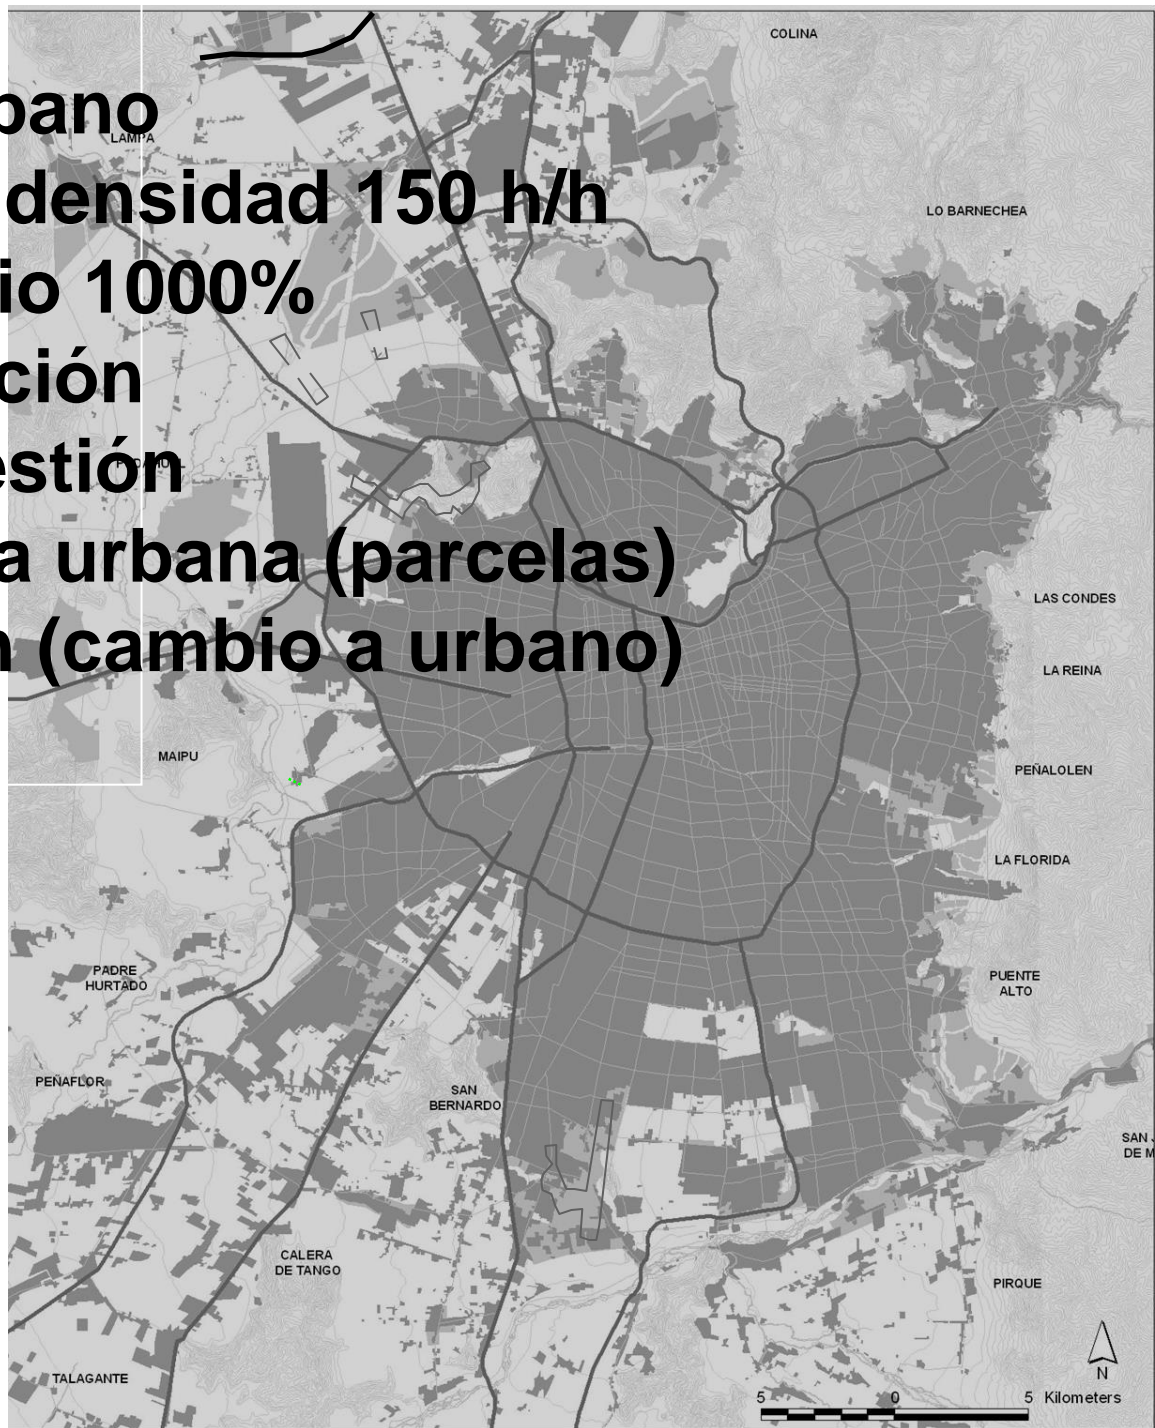 COLINA
bano
LAMPA
densidad 150 h/h
LO BARNECHEA
io 1000%
ción
estión
a urbana (parcelas)
LAS CONDES
n (cambio a urbano)
LA REINA
MAIPU
PEÑALOLEN
LA FLORIDA
PADRE
HURTADO
PUENTE
ALTO
PEÑAFLOR
SAN
BERNARDO
SAN J
DE M
CALERA
DE TANGO
PIRQUE
N
TALAGANTE
5 0 5 Kilometers